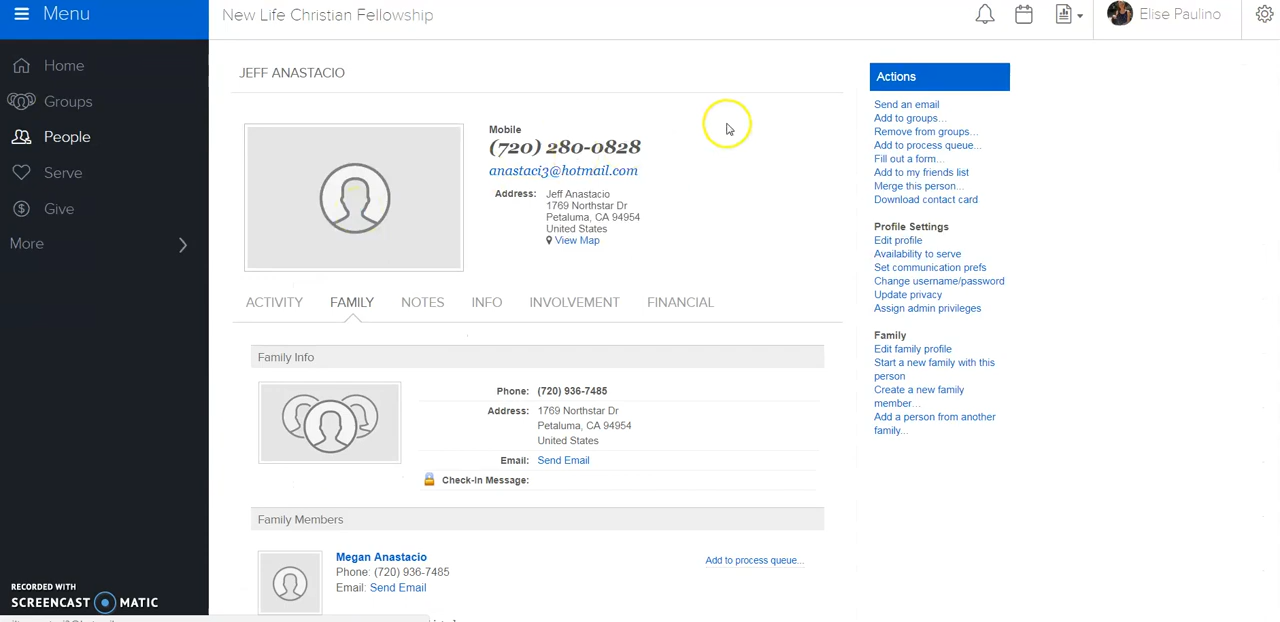 Menu
New Life Christian Fellowship
Elise Paulino
Home
Groups
People
Serve
Give
More
JEFF ANASTACIO
Mobile
(720) 280-0828
anastaci3@hotmail.com
Address: Jeff Anastacio
1769 Northstar Dr
Petaluma, CA 94954
United States
View Map
ACTIVITY FAMILY NOTES INFO INVOLVEMENT FINANCIAL
Family Info
Phone: (720) 936-7485
Address: 1769 Northstar Dr
Petaluma, CA 94954
United States
Email: Send Email
Check-In Message:
Family Members
Megan Anastacio
Phone: (720) 936-7485
Email: Send Email
Add to process queue...
Actions
Send an email
Add to groups...
Remove from groups...
Add to process queue...
Fill out a form...
Add to my friends list
Merge this person...
Download contact card
Profile Settings
Edit profile
Availability to serve
Set communication prefs
Change username/password
Update privacy
Assign admin privileges
Family
Edit family profile
Start a new family with this
person
Create a new family
member...
Add a person from another
family...
RECORDED WITH
SCREENCAST MATIC